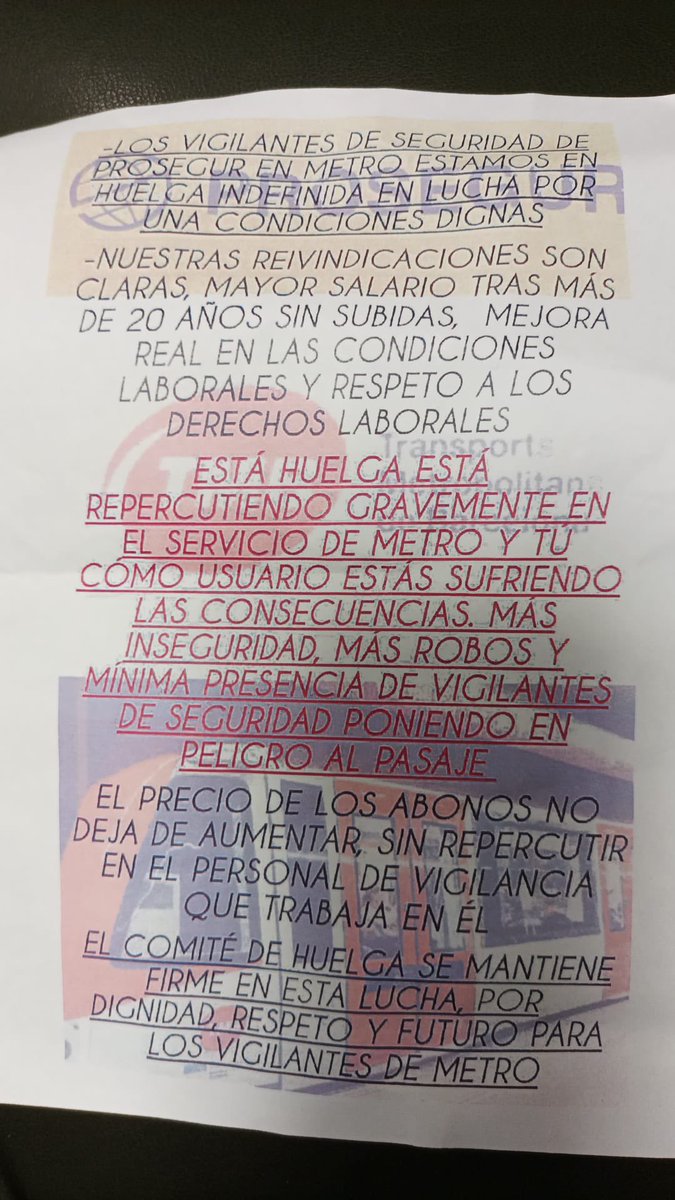 -LOS VIGILANTES DE SEGURIDAD DE
PROSEGUR EN METRO ESTAMOS EN
HUELGA INDEFINIDA EN LUCHA POR
UNA CONDICIONES DIGNAS
-NUESTRAS REIVINDICACIONES SON
CLARAS, MAYOR SALARIO TRAS MÁS
DE 20 AÑOS SIN SUBIDAS, MEJORA
REAL EN LAS CONDICIONES
LABORALES Y RESPETO A LOS
DERECHOS LABORALES
Transports
Metropolitans
ESTÁ HUELGA ESTÁ
REPERCUTIENDO GRAVEMENTE EN
EL SERVICIO DE METRO Y TÚ
CÓMO USUARIO ESTÁS SUFRIENDO
LAS CONSECUENCIAS. MÁS
INSEGURIDAD, MÁS ROBOS Y
MÍNIMA PRESENCIA DE VIGILANTES
DE SEGURIDAD PONIENDO EN
PELIGRO AL PASAJE
EL PRECIO DE LOS ABONOS NO
DEJA DE AUMENTAR, SIN REPERCUTIR
EN EL PERSONAL DE VIGILANCIA
QUE TRABAJA EN ÉL
EL COMITÉ DE HUELGA SE MANTIENE
FIRME EN ESTA LUCHA, POR
DIGNIDAD, RESPETO Y FUTURO PARA
LOS VIGILANTES DE METRO